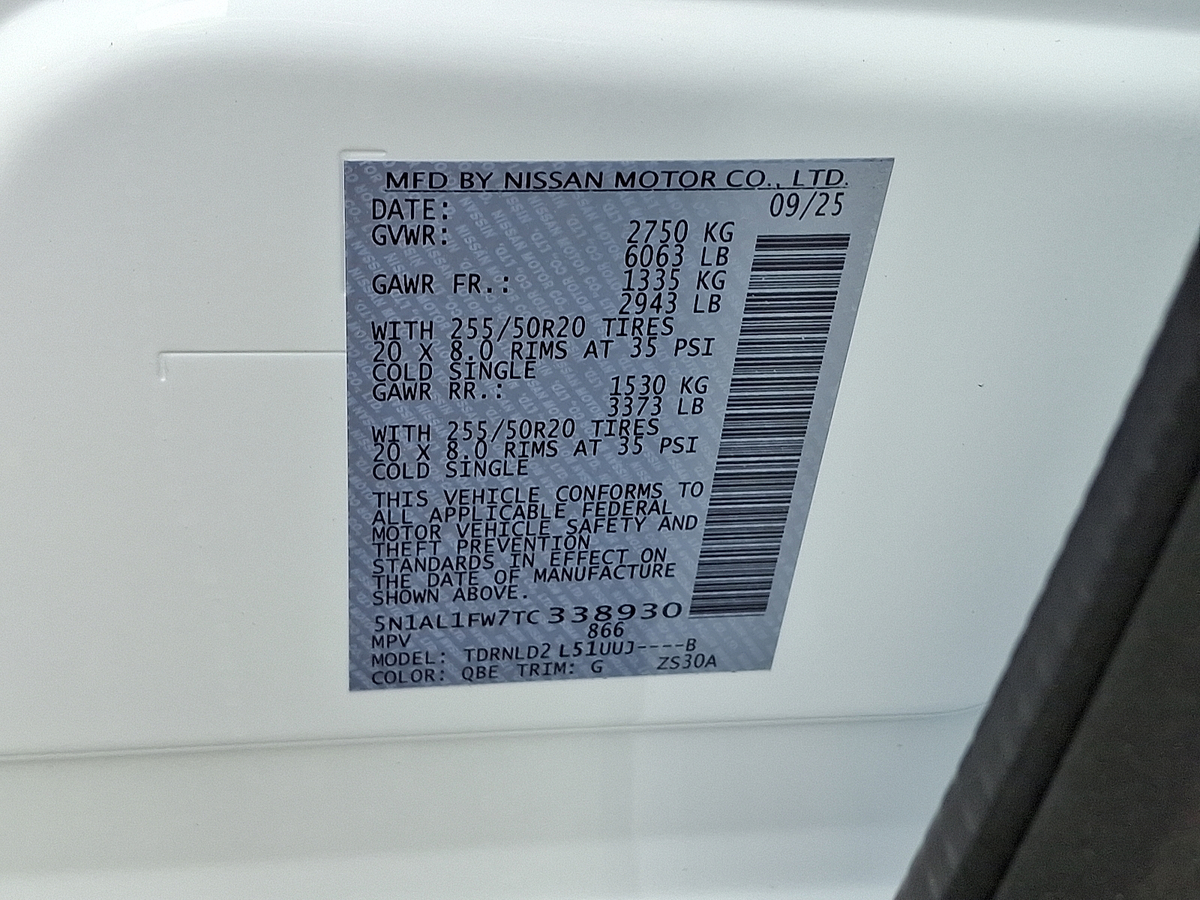 MFD BY NISSAN MOTOR CO., LTD.
DATE: 09/25
GVWR: 2750 KG
6063 LB
GAWR FR.: 1335 KG
2943 LB
WITH 255/50R20 TIRES
20 X 8.0 RIMS AT 35 PSI
COLD SINGLE
GAWR RR.: 1530 KG
3373 LB
WITH 255/50R20 TIRES
20 X 8.0 RIMS AT 35 PSI
COLD SINGLE
THIS VEHICLE CONFORMS TO
ALL APPLICABLE FEDERAL
MOTOR VEHICLE SAFETY AND
THEFT PREVENTION
STANDARDS IN EFFECT ON
THE DATE OF MANUFACTURE
SHOWN ABOVE.
5N1AL1FW7TC338930
MPV 866
MODEL: TDRNLD2 L51UUJ----B
COLOR: QBE TRIM: G ZS30A